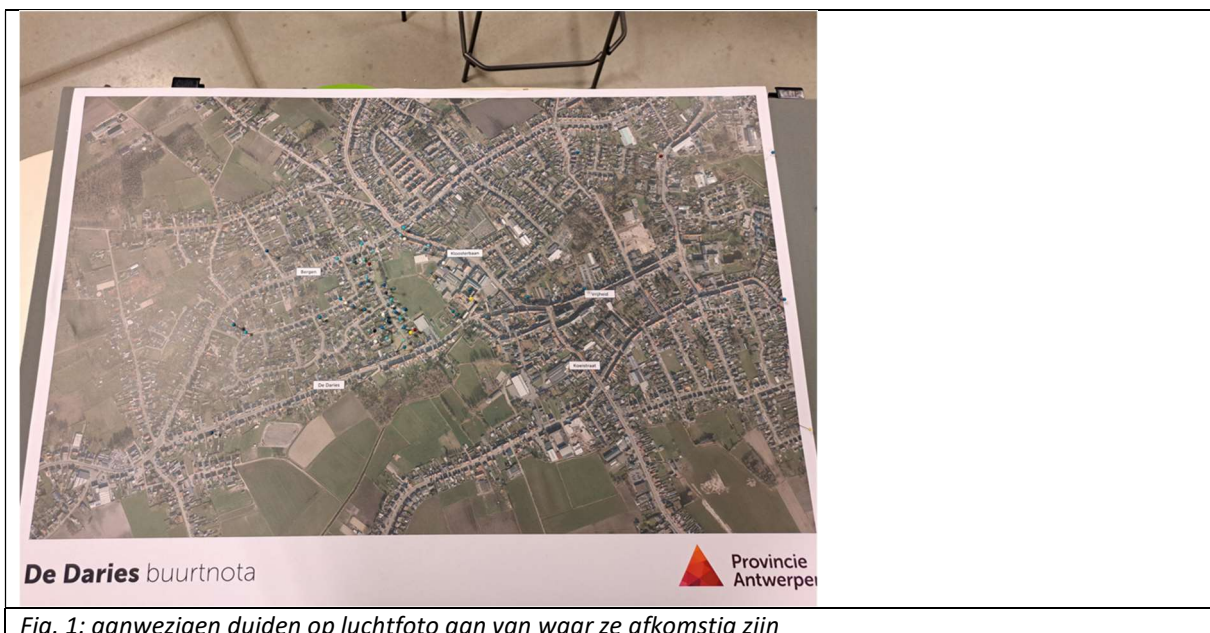 Kloosterlaan
Bergen
Vrijheid
Koestraat
De Daries
De Daries buurtnota
Provincie
Antwerpen
Fig. 1: aanwezigen duiden op luchtfoto aan van waar ze afkomstig zijn